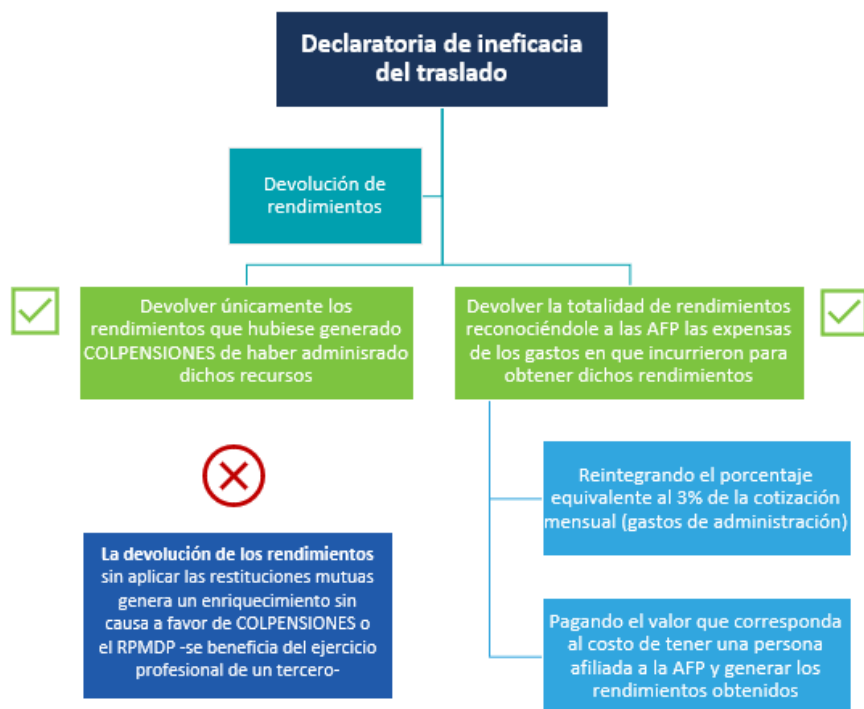 Declaratoria de ineficacia
del traslado
Devolución de
rendimientos
Devolver únicamente los
rendimientos que hubiese generado
COLPENSIONES de haber adminisrado
dichos recursos
Devolver la totalidad de rendimientos
reconociéndole a las AFP las expensas
de los gastos en que incurrieron para
obtener dichos rendimientos
Reintegrando el porcentaje
equivalente al 3% de la cotización
mensual (gastos de administración)
La devolución de los rendimientos
sin aplicar las restituciones mutuas
genera un enriquecimiento sin
causa a favor de COLPENSIONES o
el RPMDP -se beneficia del ejercicio
profesional de un tercero-
Pagando el valor que corresponda
al costo de tener una persona
afiliada a la AFP y generar los
rendimientos obtenidos